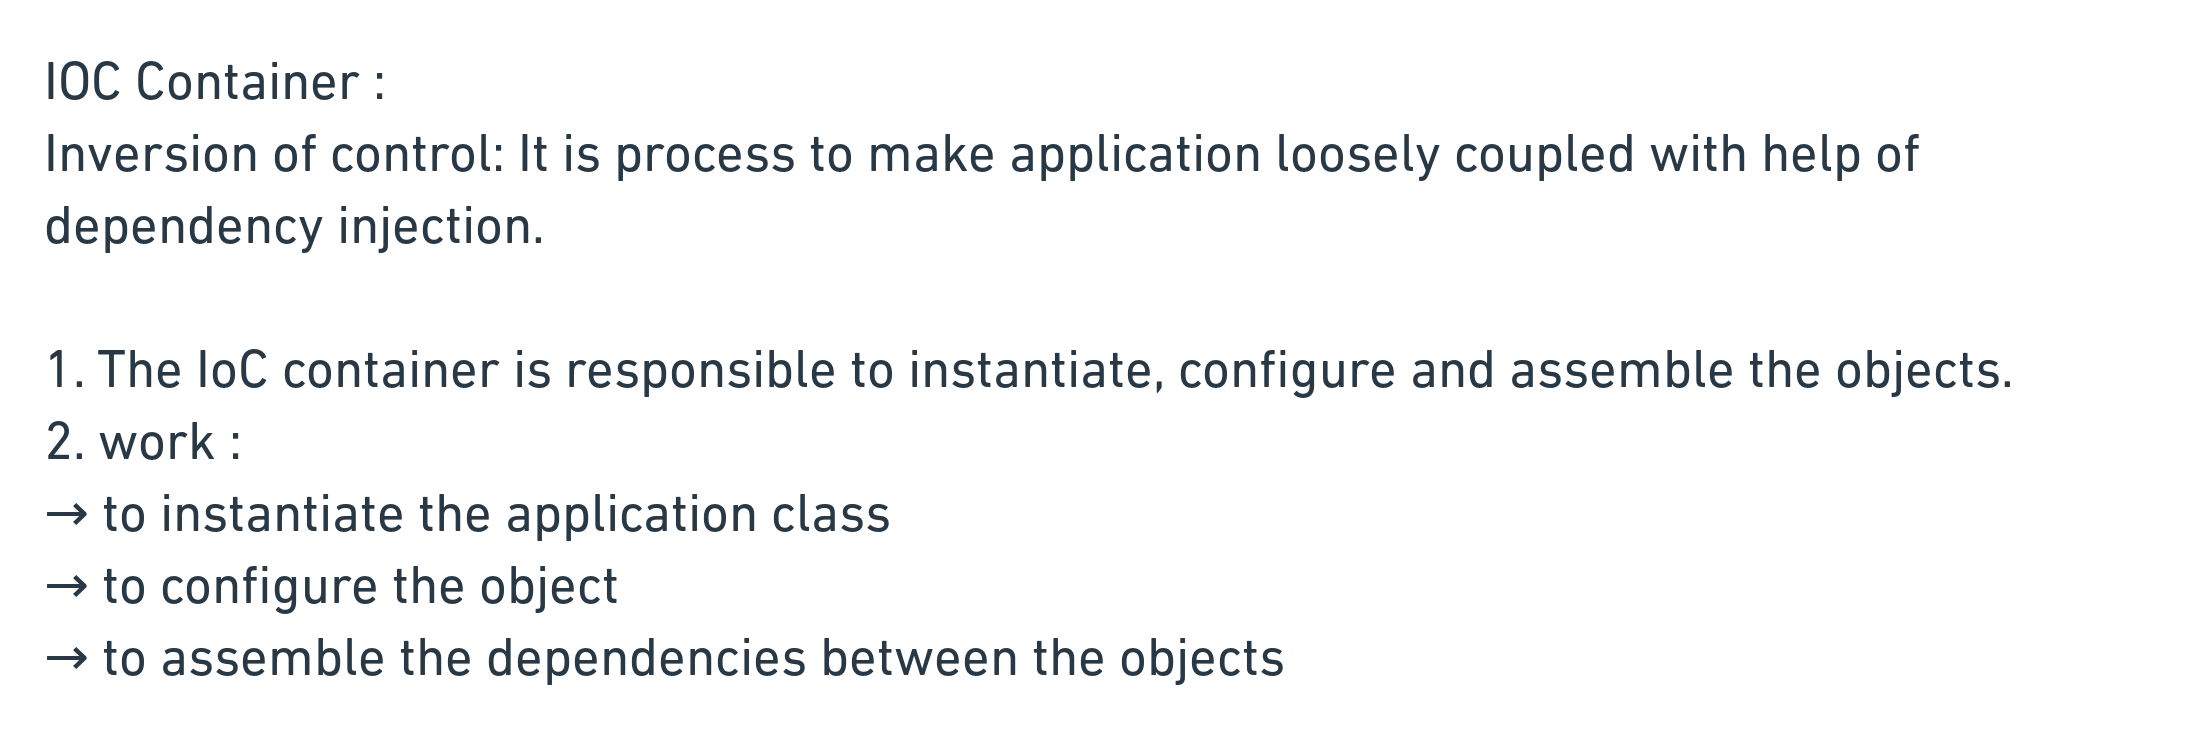 IOC Container :
Inversion of control: It is process to make application loosely coupled with help of
dependency injection.
1. The IoC container is responsible to instantiate, configure and assemble the objects.
2. work :
→ to instantiate the application class
→ to configure the object
→ to assemble the dependencies between the objects